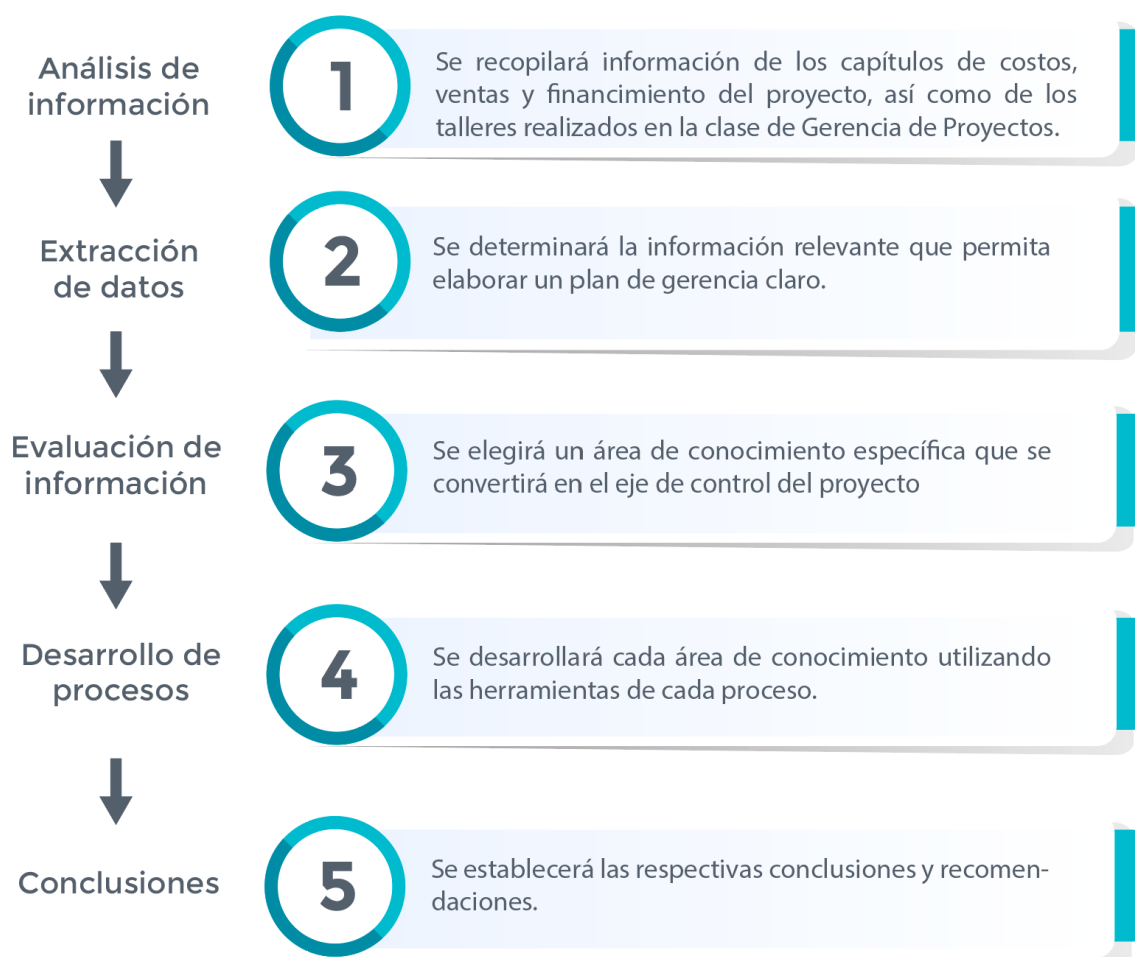 Análisis de
información
1
Se recopilará información de los capítulos de costos,
ventas y financimiento del proyecto, así como de los
talleres realizados en la clase de Gerencia de Proyectos.
Extracción
de datos
2
Se determinará la información relevante que permita
elaborar un plan de gerencia claro.
Evaluación de
información
3
Se elegirá un área de conocimiento específica que se
convertirá en el eje de control del proyecto
Desarrollo de
procesos
4
Se desarrollará cada área de conocimiento utilizando
las herramientas de cada proceso.
Conclusiones
5
Se establecerá las respectivas conclusiones y recomen-
daciones.